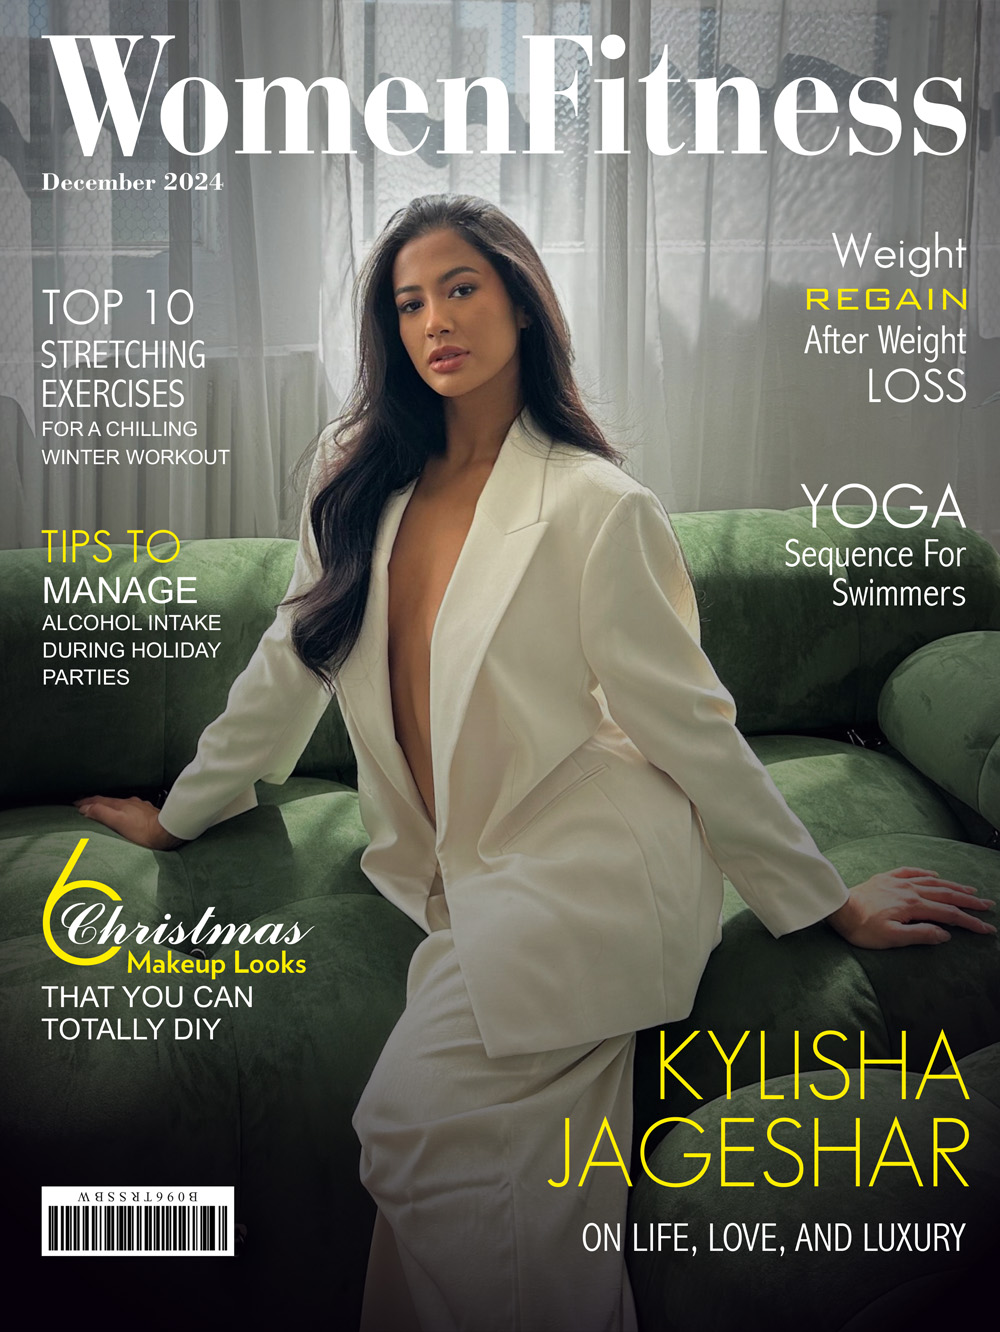 WomenFitness
December 2024
TOP 10
STRETCHING
EXERCISES
FOR A CHILLING
WINTER WORKOUT
TIPS TO
MANAGE
ALCOHOL INTAKE
DURING HOLIDAY
PARTIES
6
Christmas
Makeup Looks
THAT YOU CAN
TOTALLY DIY
B096TRSSBW
Weight
REGAIN
After Weight
LOSS
YOGA
Sequence For
Swimmers
KYLISHA
JAGESHAR
ON LIFE, LOVE, AND LUXURY